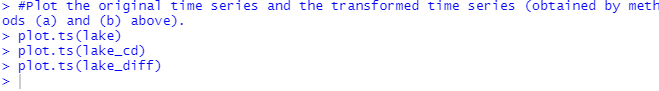 > #Plot the original time series and the transformed time series (obtained by meth
ods (a) and (b) above).
> plot.ts(lake)
> plot.ts(lake_cd)
> plot.ts(lake_diff)
>